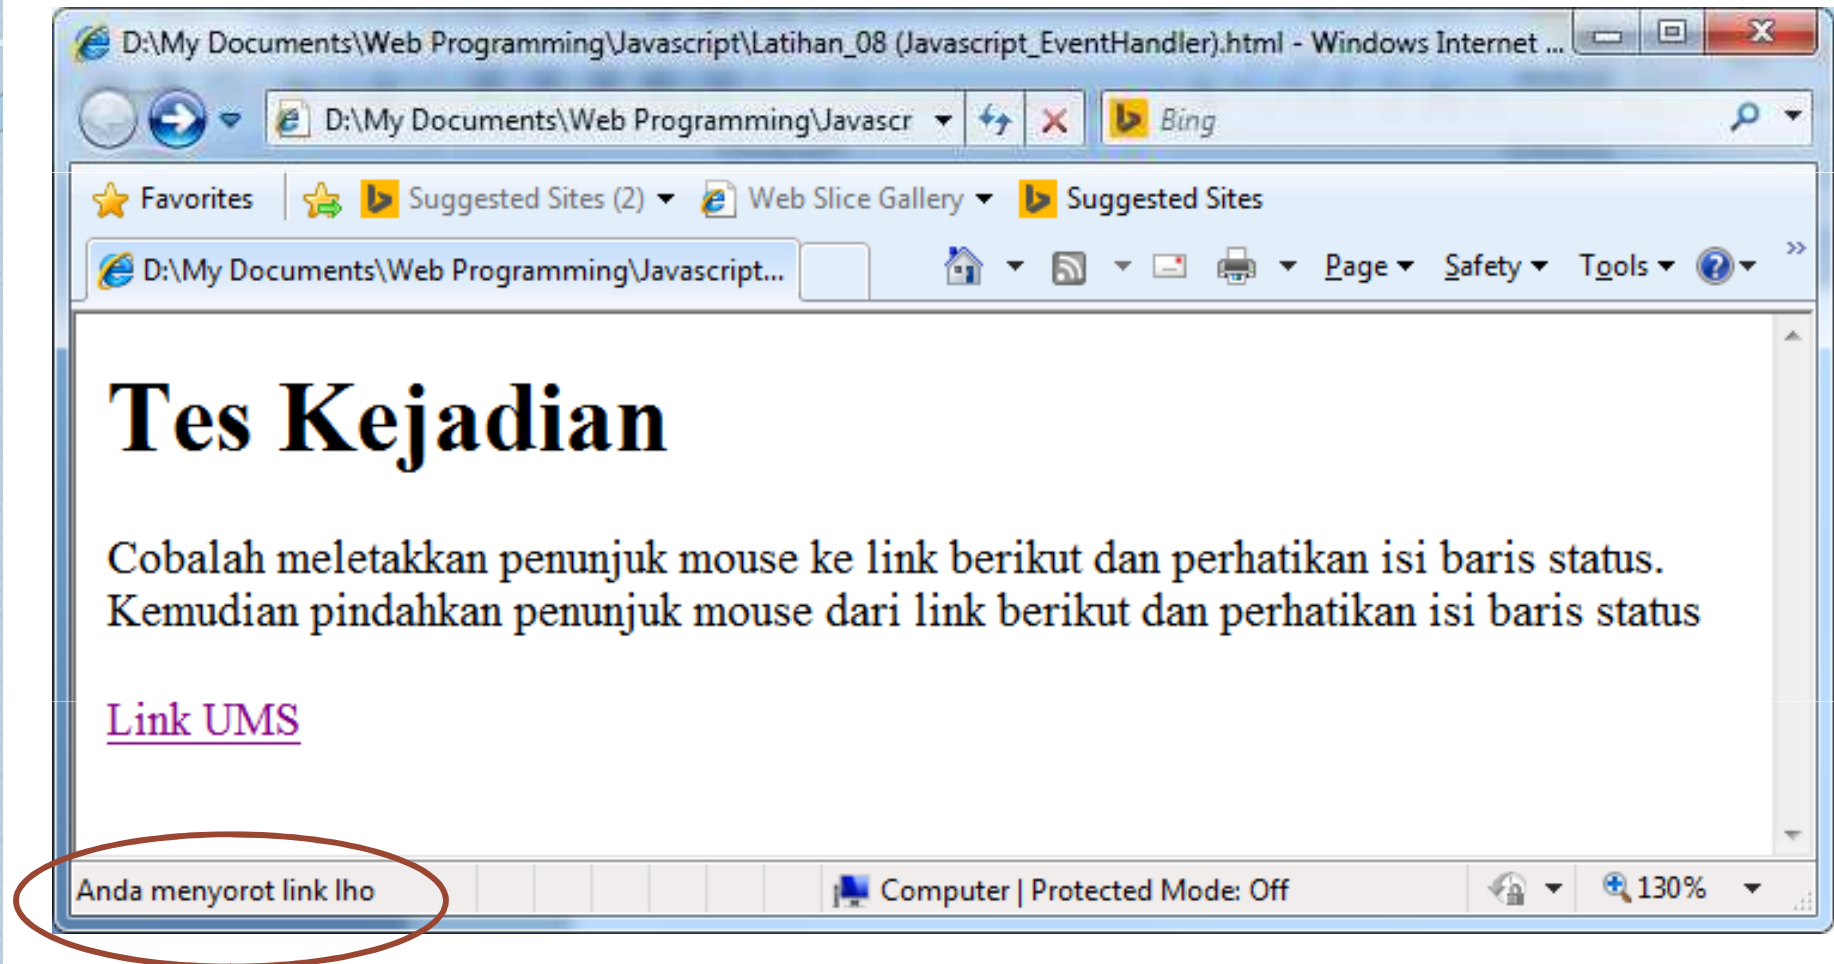 D:\My Documents\Web Programming\Javascript\Latihan_08 (Javascript_EventHandler).html - Windows Internet ...
D:\My Documents\Web Programming\Javascr
Bing
Favorites Suggested Sites (2) Web Slice Gallery Suggested Sites
D:\My Documents\Web Programming\Javascript... Page Safety Tools »
Tes Kejadian
Cobalah meletakkan penunjuk mouse ke link berikut dan perhatikan isi baris status.
Kemudian pindahkan penunjuk mouse dari link berikut dan perhatikan isi baris status
Link UMS
Anda menyorot link lho Computer | Protected Mode: Off 130%